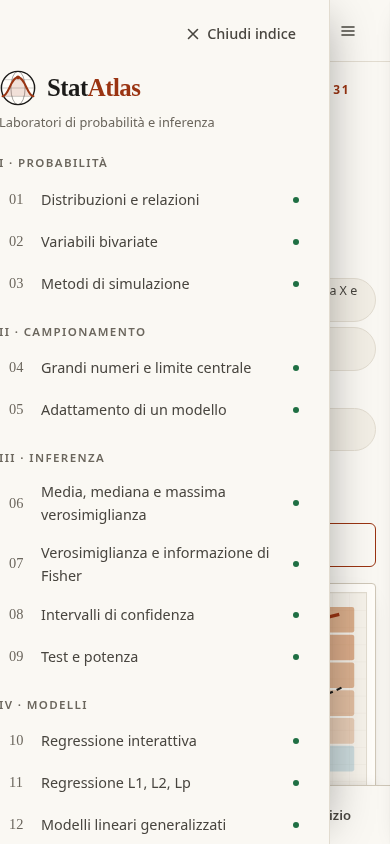 Chiudi indice
StatAtlas
31
Laboratori di probabilità e inferenza
I · PROBABILITÀ
01 Distribuzioni e relazioni
02 Variabili bivariate
03 Metodi di simulazione
a X e
II · CAMPIONAMENTO
04 Grandi numeri e limite centrale
05 Adattamento di un modello
III · INFERENZA
06 Media, mediana e massima
verosimiglianza
07 Verosimiglianza e informazione di
Fisher
08 Intervalli di confidenza
09 Test e potenza
IV · MODELLI
10 Regressione interattiva
11 Regressione L1, L2, Lp
12 Modelli lineari generalizzati
izio